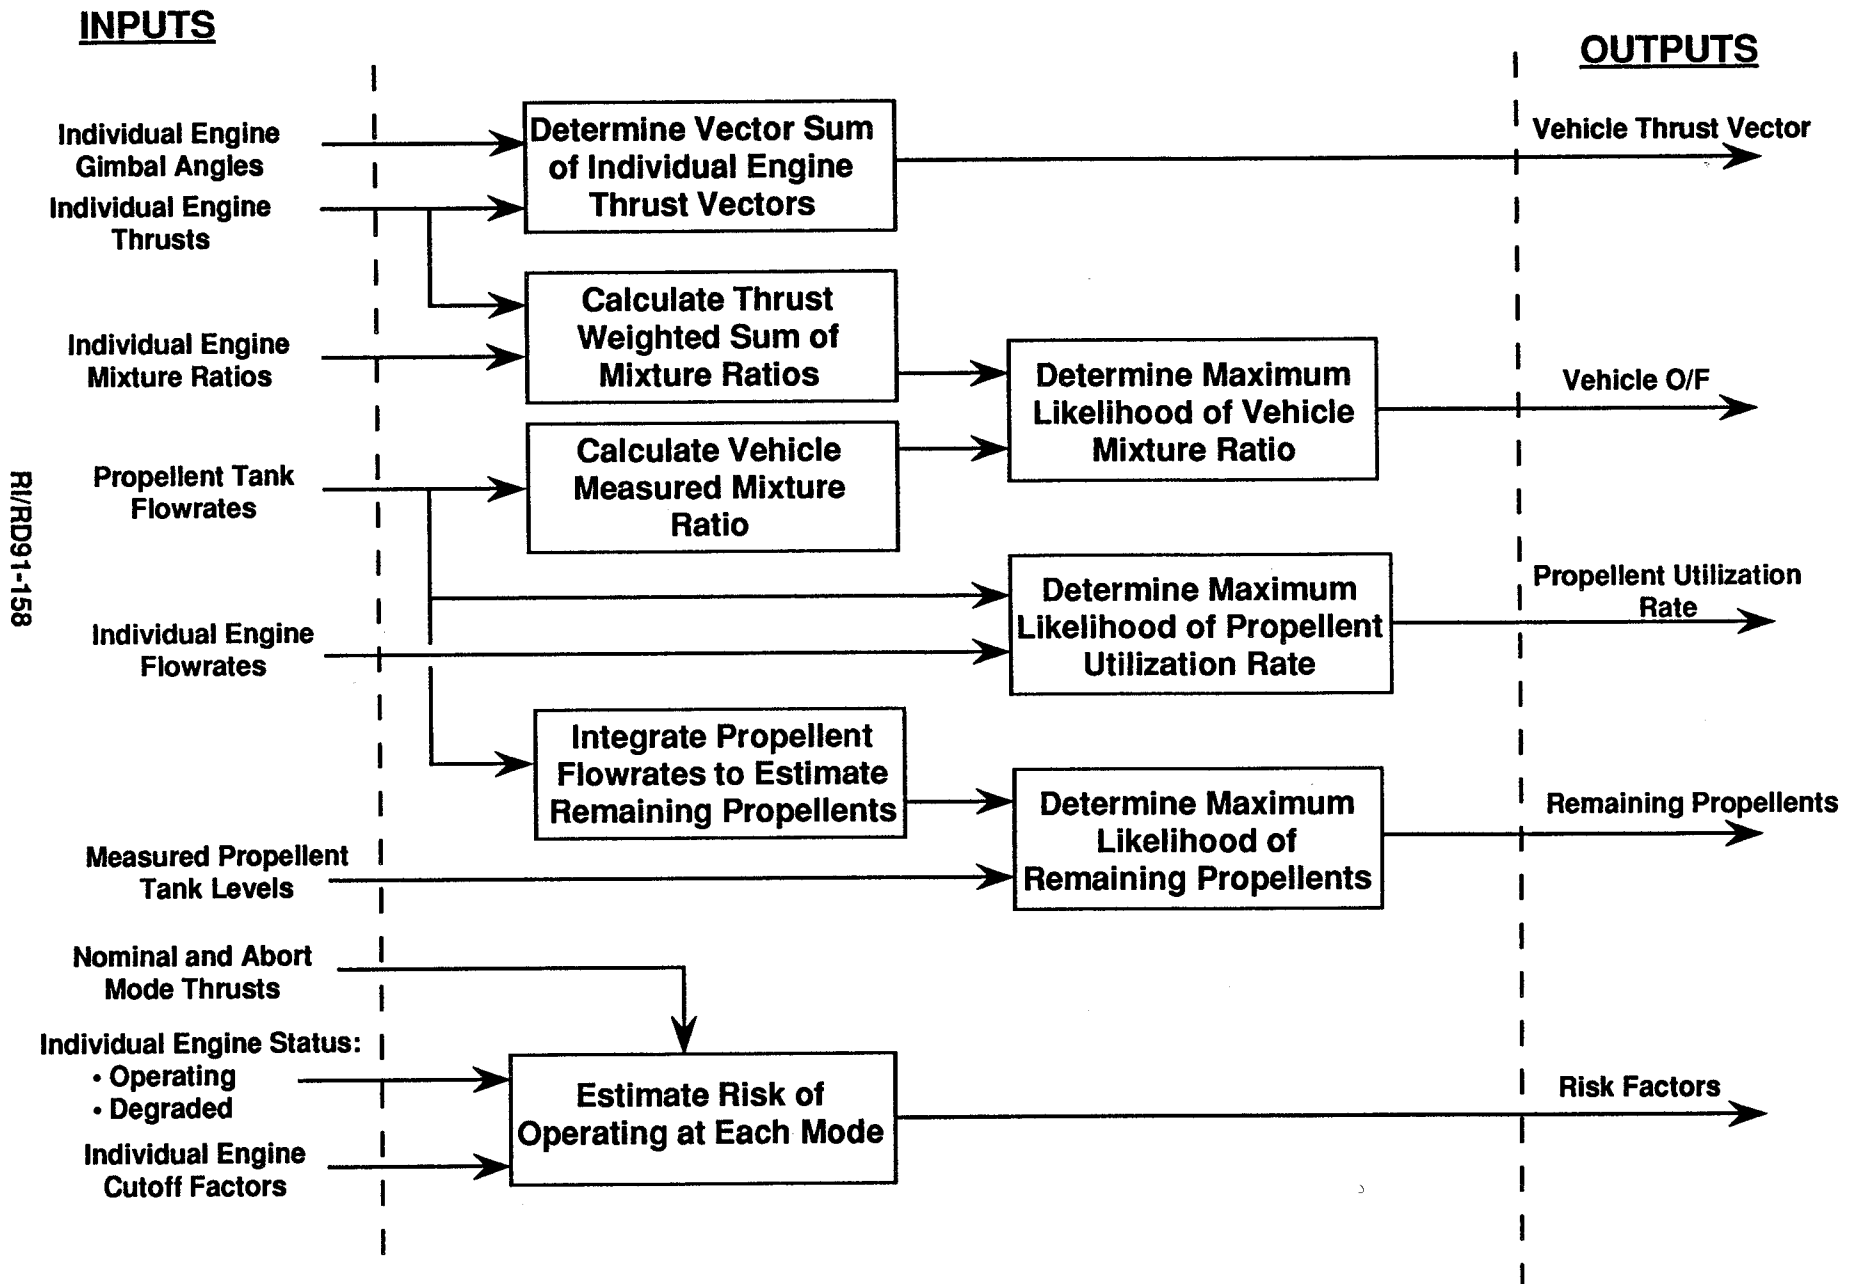 INPUTS
OUTPUTS
Individual Engine
Gimbal Angles
Individual Engine
Thrusts
Individual Engine
Mixture Ratios
Propellent Tank
Flowrates
Individual Engine
Flowrates
Measured Propellent
Tank Levels
Nominal and Abort
Mode Thrusts
Individual Engine Status:
• Operating
• Degraded
Individual Engine
Cutoff Factors
Determine Vector Sum
of Individual Engine
Thrust Vectors
Calculate Thrust
Weighted Sum of
Mixture Ratios
Calculate Vehicle
Measured Mixture
Ratio
Integrate Propellent
Flowrates to Estimate
Remaining Propellents
Estimate Risk of
Operating at Each Mode
Determine Maximum
Likelihood of Vehicle
Mixture Ratio
Determine Maximum
Likelihood of Propellent
Utilization Rate
Determine Maximum
Likelihood of
Remaining Propellents
Vehicle Thrust Vector
Vehicle O/F
Propellent Utilization
Rate
Remaining Propellents
Risk Factors
RI/RD91-158